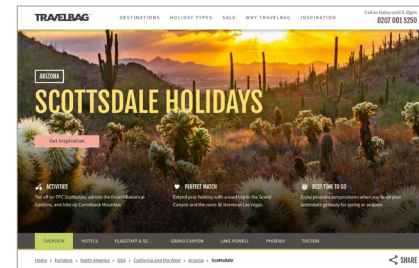 TRAVELBAG
DESTINATIONS HOLIDAY TYPES SALE WHY TRAVELBAG INSPIRATION
Call us today until 5.30pm
0207 001 5250
ARIZONA
SCOTTSDALE HOLIDAYS
Get inspiration
ACTIVITIES
Tee off on TPC Scottsdale, admire the Desert Botanical
Gardens, and hike up Camelback Mountain.
PERFECT MATCH
Extend your holiday with a road trip to the Grand
Canyon and the neon-lit streets of Las Vegas.
BEST TIME TO GO
Enjoy pleasant temperatures when you book your
Scottsdale getaway for spring or autumn.
OVERVIEW HOTELS FLAGSTAFF & SE... GRAND CANYON LAKE POWELL PHOENIX TUCSON
Home > Holidays > North America > USA > California and the West > Arizona > Scottsdale
SHARE